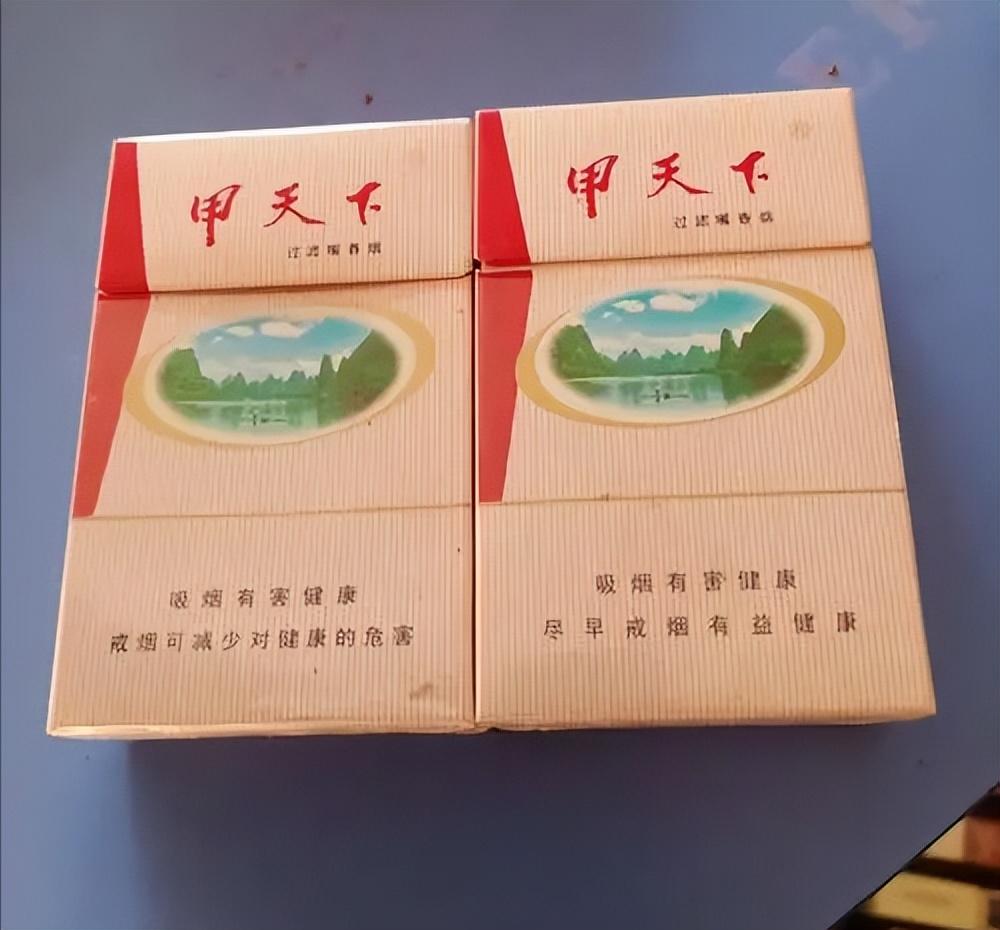 甲天下
过滤嘴香烟
吸烟有害健康
戒烟可减少对健康的危害
甲天下
过滤嘴香烟
吸烟有害健康
尽早戒烟有益健康